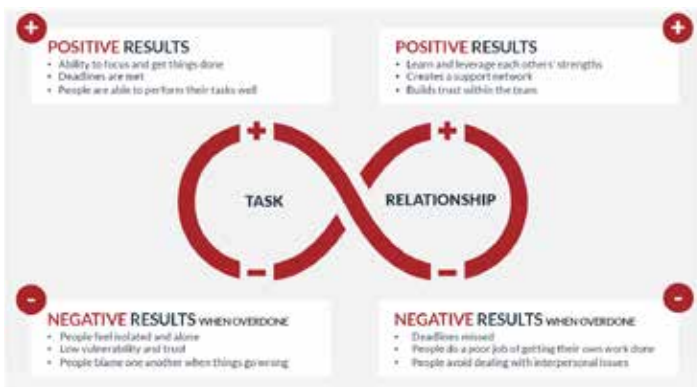 +
POSITIVE RESULTS
• Ability to focus and get things done
• Deadlines are met
• People are able to perform their tasks well
+
POSITIVE RESULTS
• Learn and leverage each others' strengths
• Creates a support network
• Builds trust within the team
+
+
TASK
RELATIONSHIP
-
-
-
NEGATIVE RESULTS WHEN OVERDONE
• People feel isolated and alone
• Low vulnerability and trust
• People blame one another when things go wrong
-
NEGATIVE RESULTS WHEN OVERDONE
• Deadlines missed
• People do a poor job of getting their own work done
• People avoid dealing with interpersonal issues